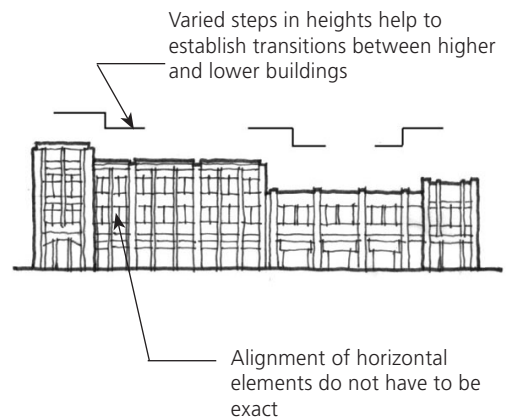 Varied steps in heights help to
establish transitions between higher
and lower buildings
Alignment of horizontal
elements do not have to be
exact